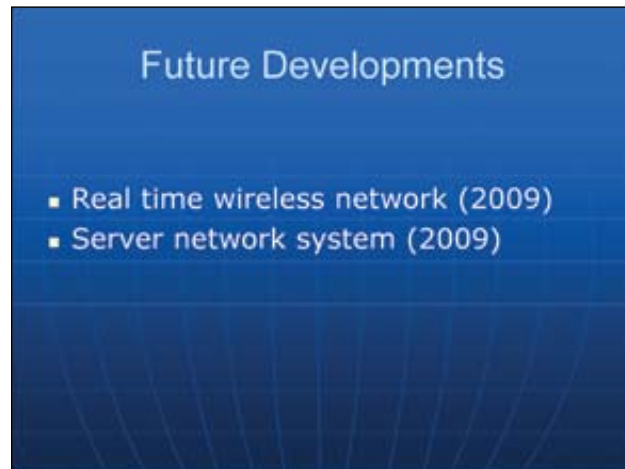 Future Developments
Real time wireless network (2009)
Server network system (2009)